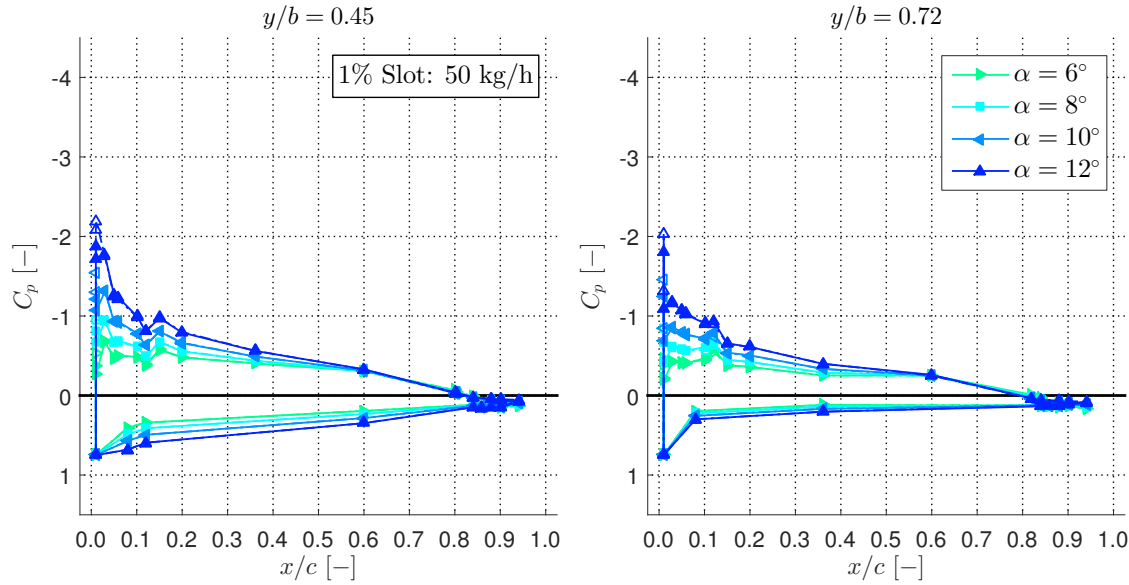 y/b = 0.45
1% Slot: 50 kg/h
-4
-3
-2
-1
0
1
C_p [−]
0.0 0.1 0.2 0.3 0.4 0.5 0.6 0.7 0.8 0.9 1.0
x/c [−]
y/b = 0.72
α = 6°
α = 8°
α = 10°
α = 12°
-4
-3
-2
-1
0
1
C_p [−]
0.0 0.1 0.2 0.3 0.4 0.5 0.6 0.7 0.8 0.9 1.0
x/c [−]